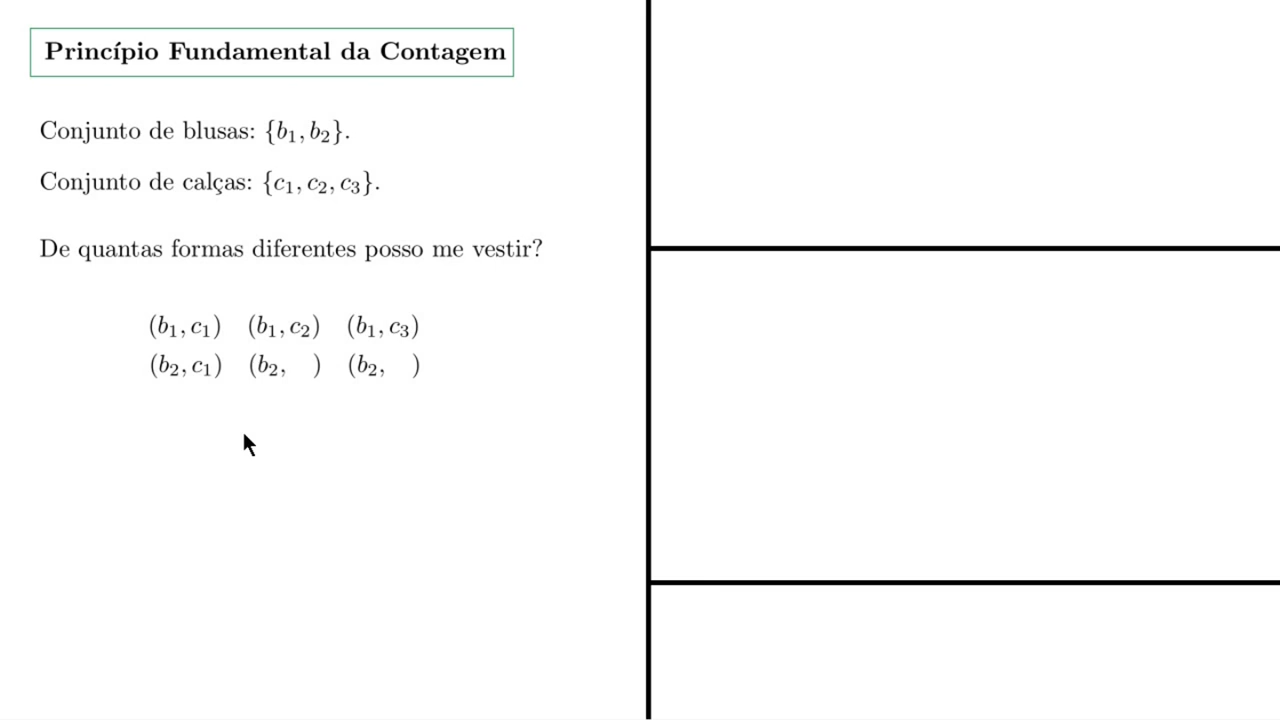 Princípio Fundamental da Contagem
Conjunto de blusas: {b₁, b₂}.
Conjunto de calças: {c₁, c₂, c₃}.
De quantas formas diferentes posso me vestir?
(b₁, c₁) (b₁, c₂) (b₁, c₃)
(b₂, c₁) (b₂, ) (b₂, )